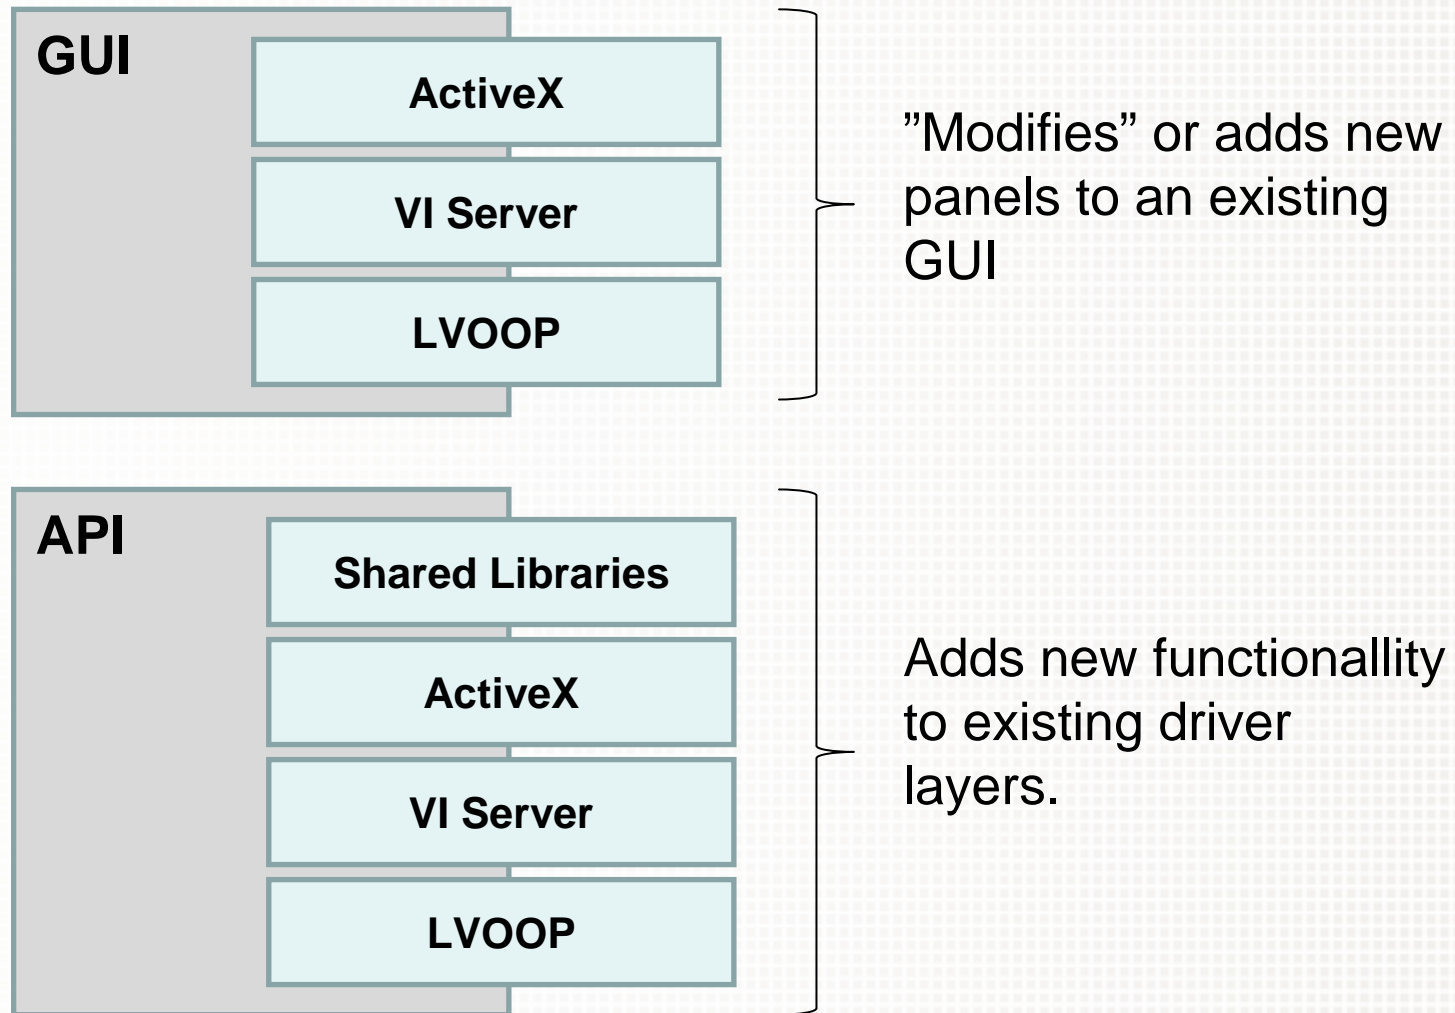 GUI
ActiveX
VI Server
LVOOP
”Modifies” or adds new
panels to an existing
GUI
API
Shared Libraries
ActiveX
VI Server
LVOOP
Adds new functionallity
to existing driver
layers.